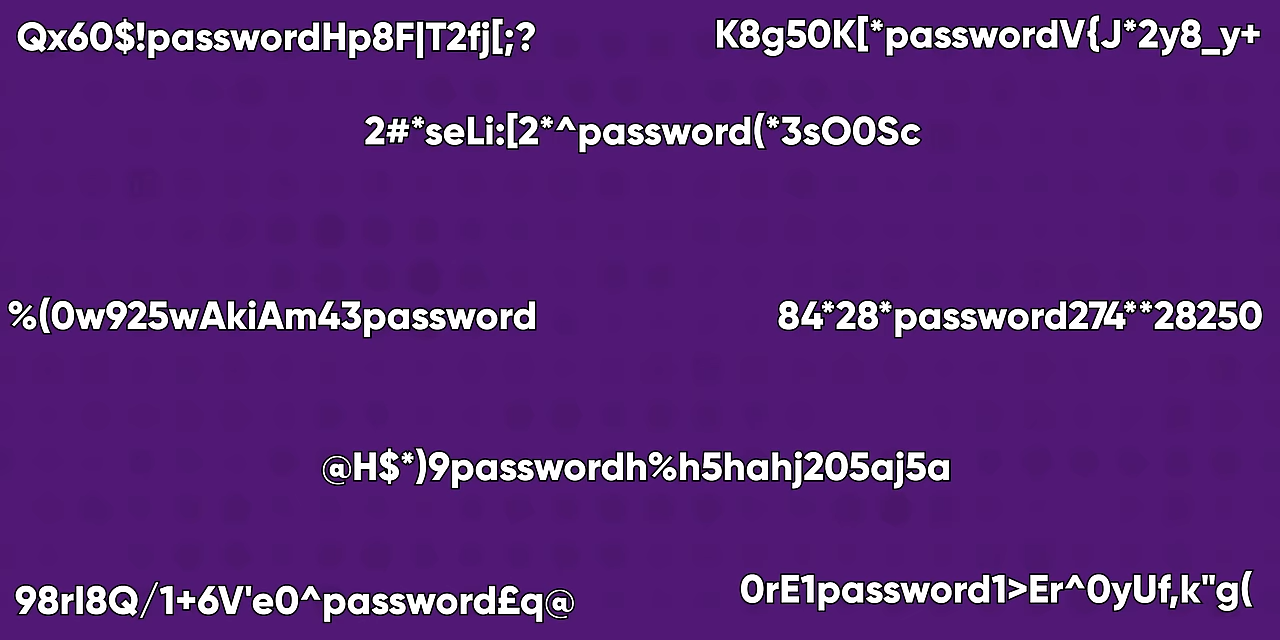 Qx60$!passwordHp8F|T2fj[;?
K8g50K[*passwordV{J*2y8_y+
2#*seLi:[2*^password(*3sO0Sc
%(0w925wAkiAm43password
84*28*password274**28250
@H$*)9passwordh%h5hahj205aj5a
98rI8Q/1+6V'e0^password£q@
0rE1password1>Er^0yUf,k"g(